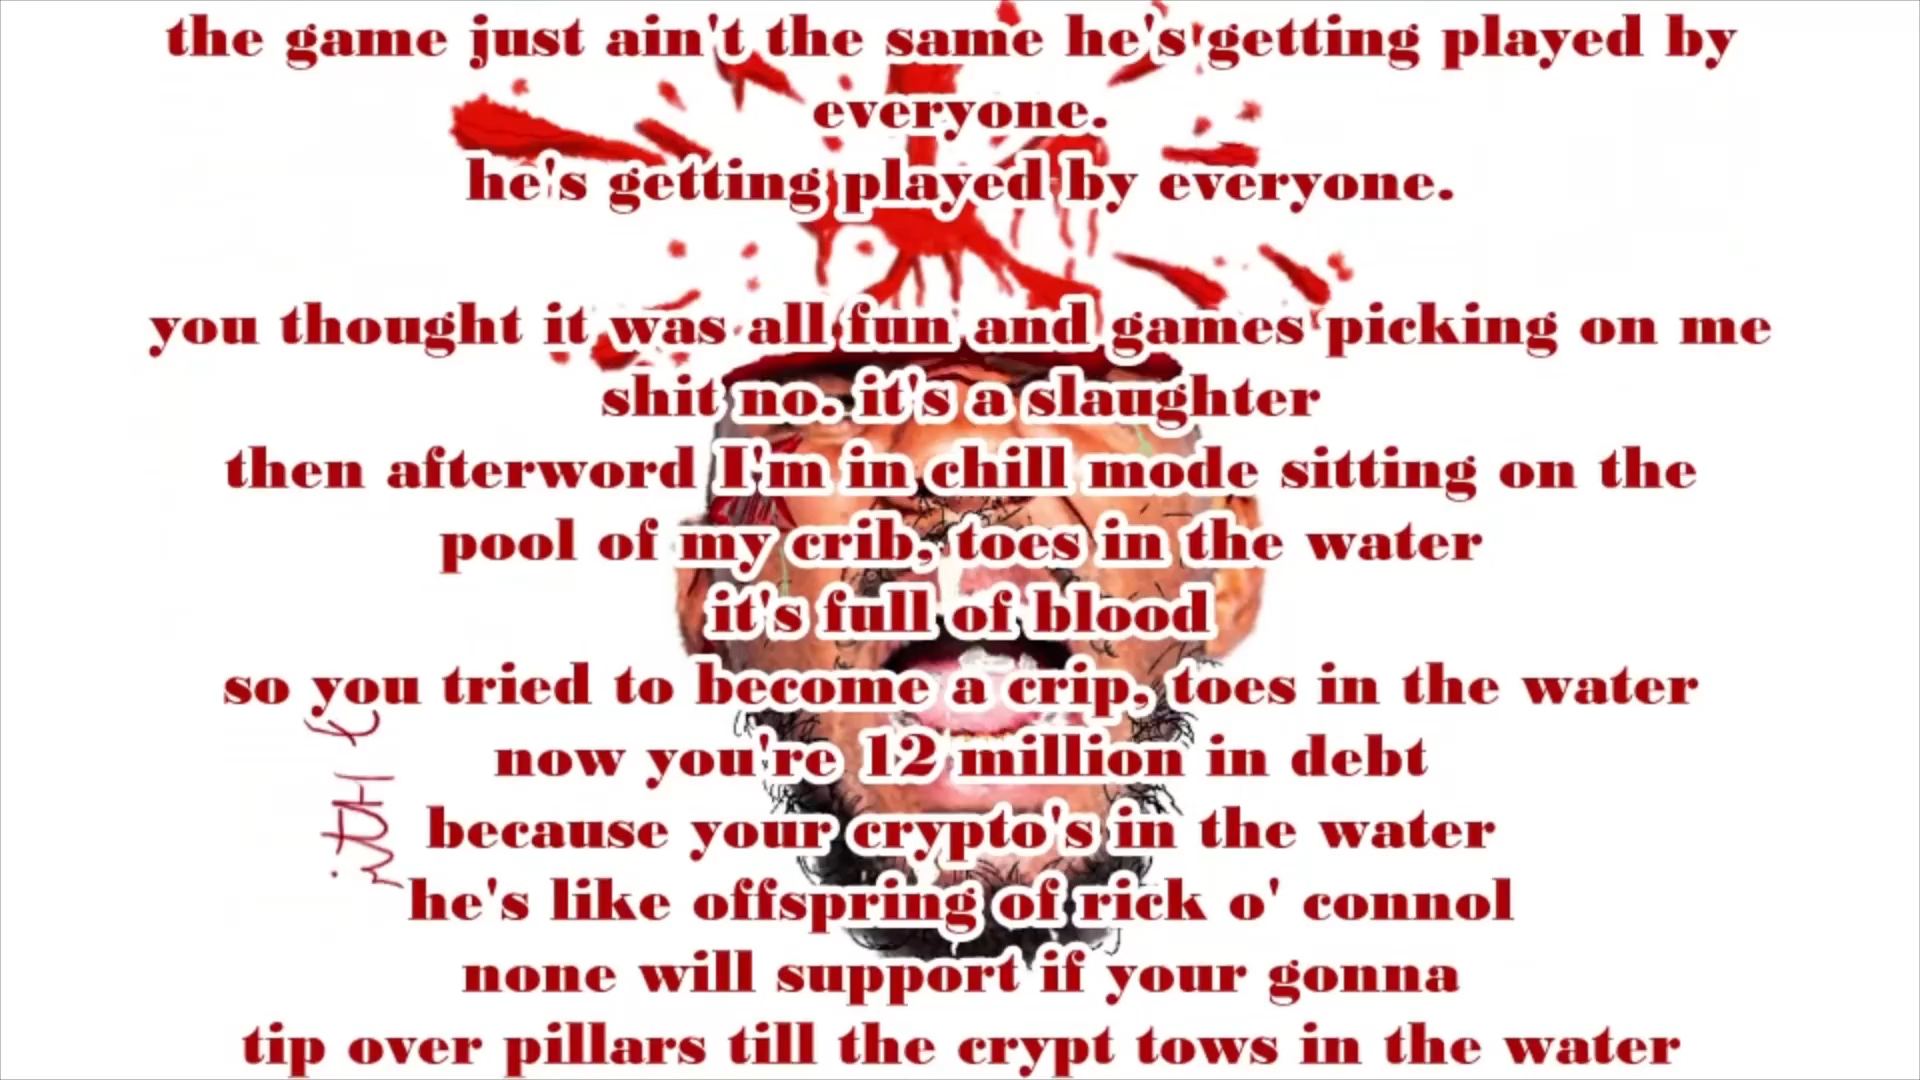 the game just ain't the same he's getting played by
everyone.
he's getting played by everyone.
you thought it was all fun and games picking on me
shit no. it's a slaughter
then afterword I'm in chill mode sitting on the
pool of my crib, toes in the water
it's full of blood
so you tried to become a crip, toes in the water
now you're 12 million in debt
because your crypto's in the water
he's like offspring of rick o' connol
none will support if your gonna
tip over pillars till the crypt tows in the water